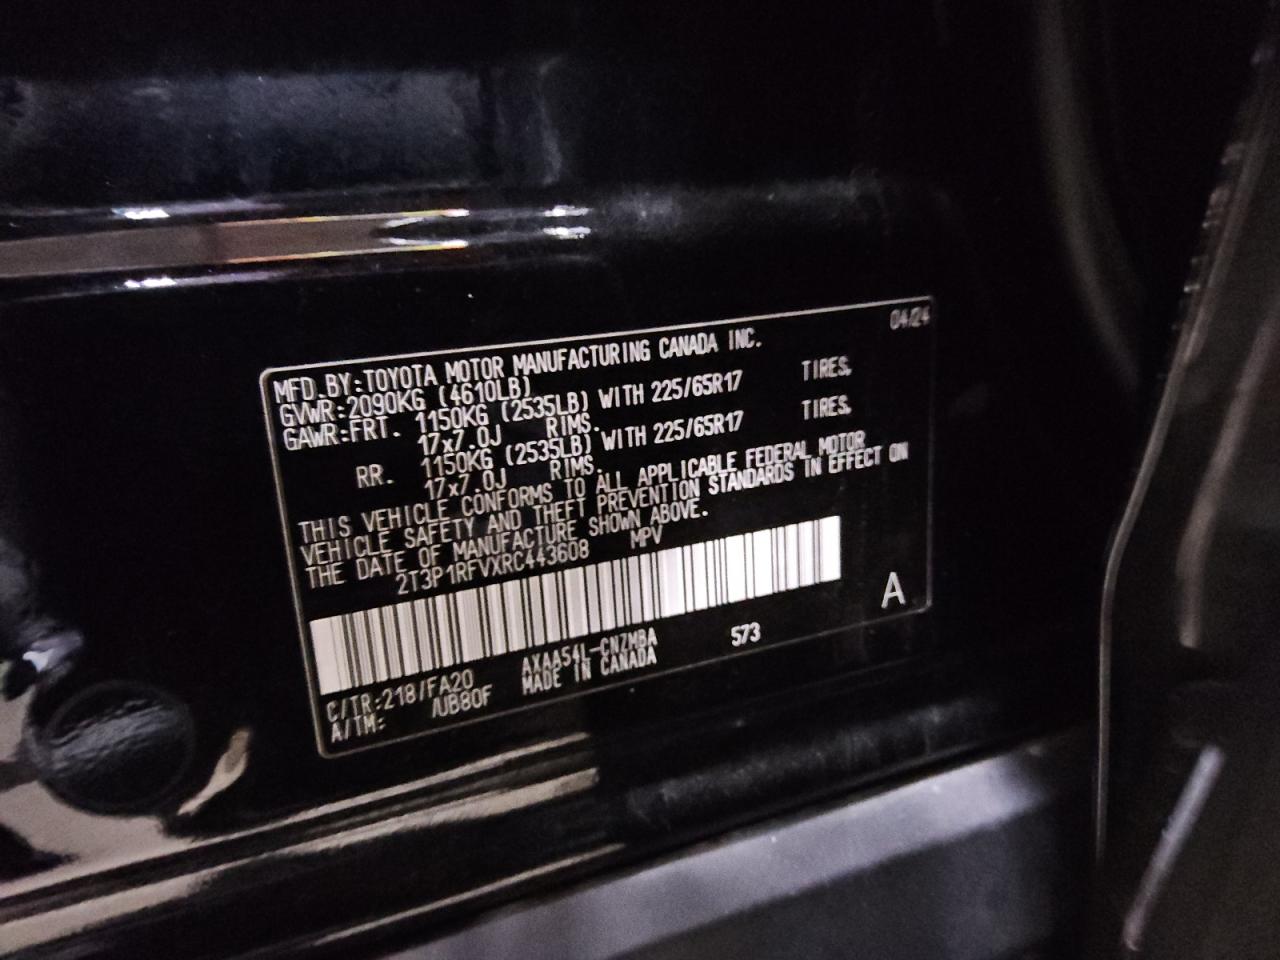 04/24
MFD.BY:TOYOTA MOTOR MANUFACTURING CANADA INC.
GVWR:2090KG (4610LB)
GAWR:FRT. 1150KG (2535LB) WITH 225/65R17 TIRES,
17x7.0J RIMS.
RR. 1150KG (2535LB) WITH 225/65R17 TIRES,
17x7.0J RIMS.
THIS VEHICLE CONFORMS TO ALL APPLICABLE FEDERAL MOTOR
VEHICLE SAFETY AND THEFT PREVENTION STANDARDS IN EFFECT ON
THE DATE OF MANUFACTURE SHOWN ABOVE.
2T3P1RFVXRC443608 MPV
A
C/TR:218/FA20 AXAA54L-CNZMBA 573
A/TM: /UB80F MADE IN CANADA